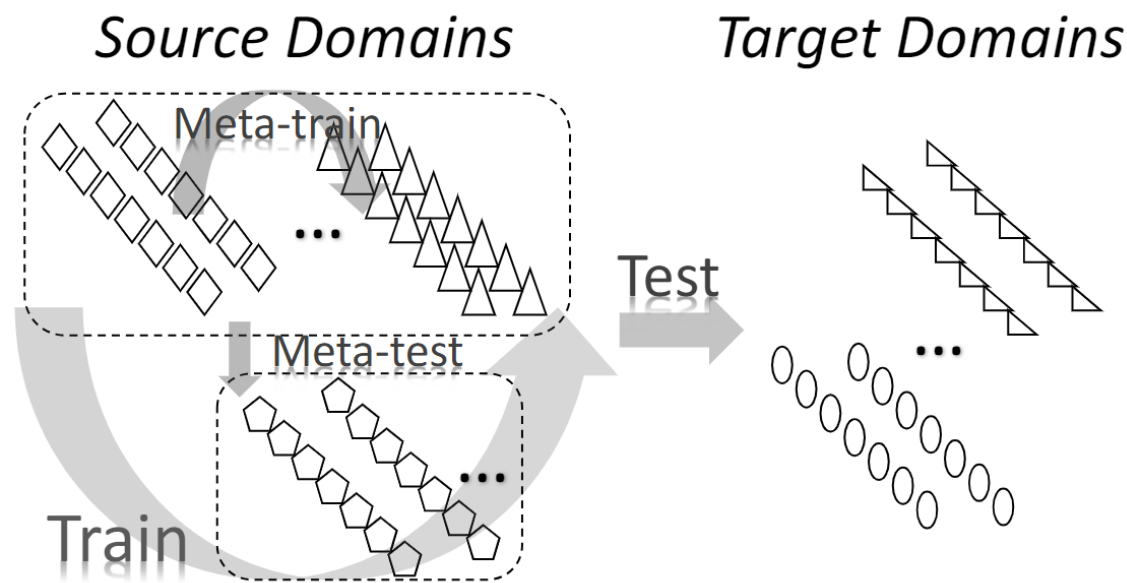 Source Domains
Target Domains
Meta-train
...
Test
Meta-test
...
...
Train